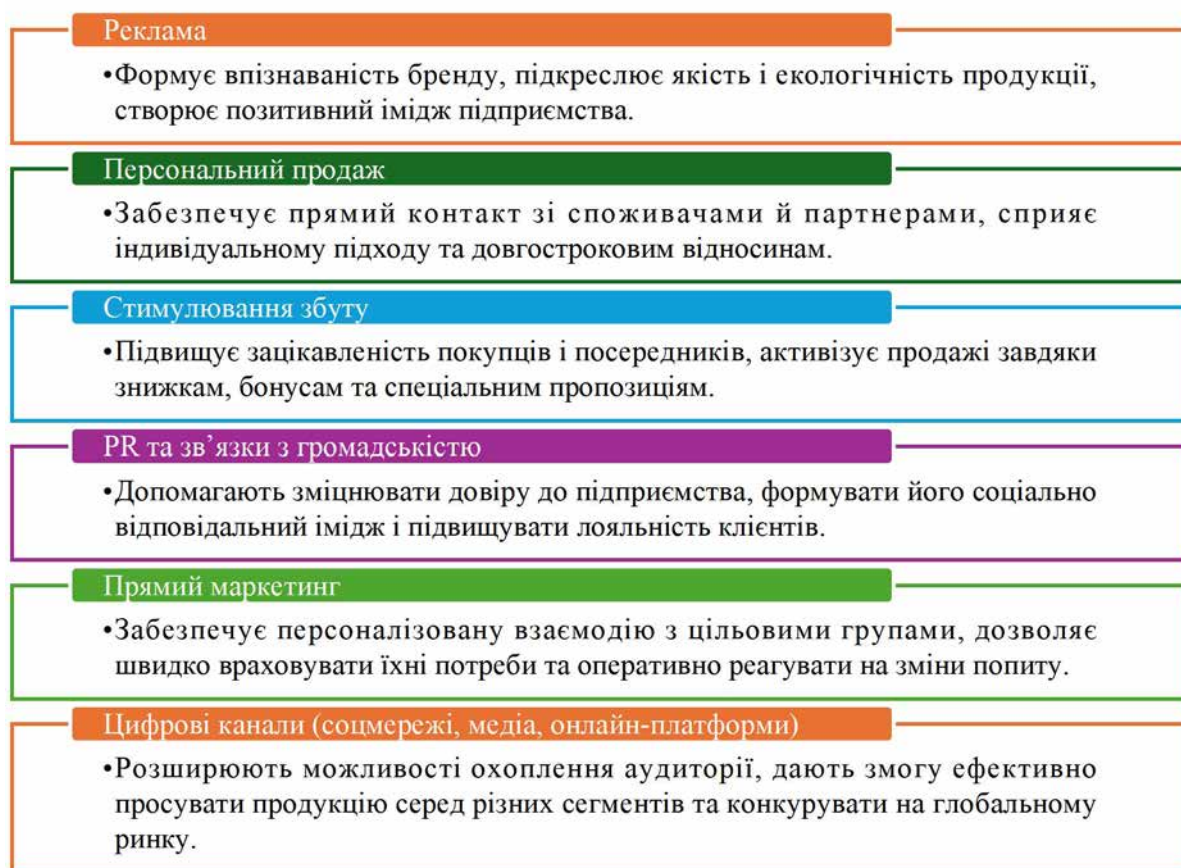 Реклама
•Формує впізнаваність бренду, підкреслює якість і екологічність продукції,
створює позитивний імідж підприємства.
Персональний продаж
•Забезпечує прямий контакт зі споживачами й партнерами, сприяє
індивідуальному підходу та довгостроковим відносинам.
Стимулювання збуту
•Підвищує зацікавленість покупців і посередників, активізує продажі завдяки
знижкам, бонусам та спеціальним пропозиціям.
PR та зв’язки з громадськістю
•Допомагають зміцнювати довіру до підприємства, формувати його соціально
відповідальний імідж і підвищувати лояльність клієнтів.
Прямий маркетинг
•Забезпечує персоналізовану взаємодію з цільовими групами, дозволяє
швидко враховувати їхні потреби та оперативно реагувати на зміни попиту.
Цифрові канали (соцмережі, медіа, онлайн-платформи)
•Розширюють можливості охоплення аудиторії, дають змогу ефективно
просувати продукцію серед різних сегментів та конкурувати на глобальному
ринку.